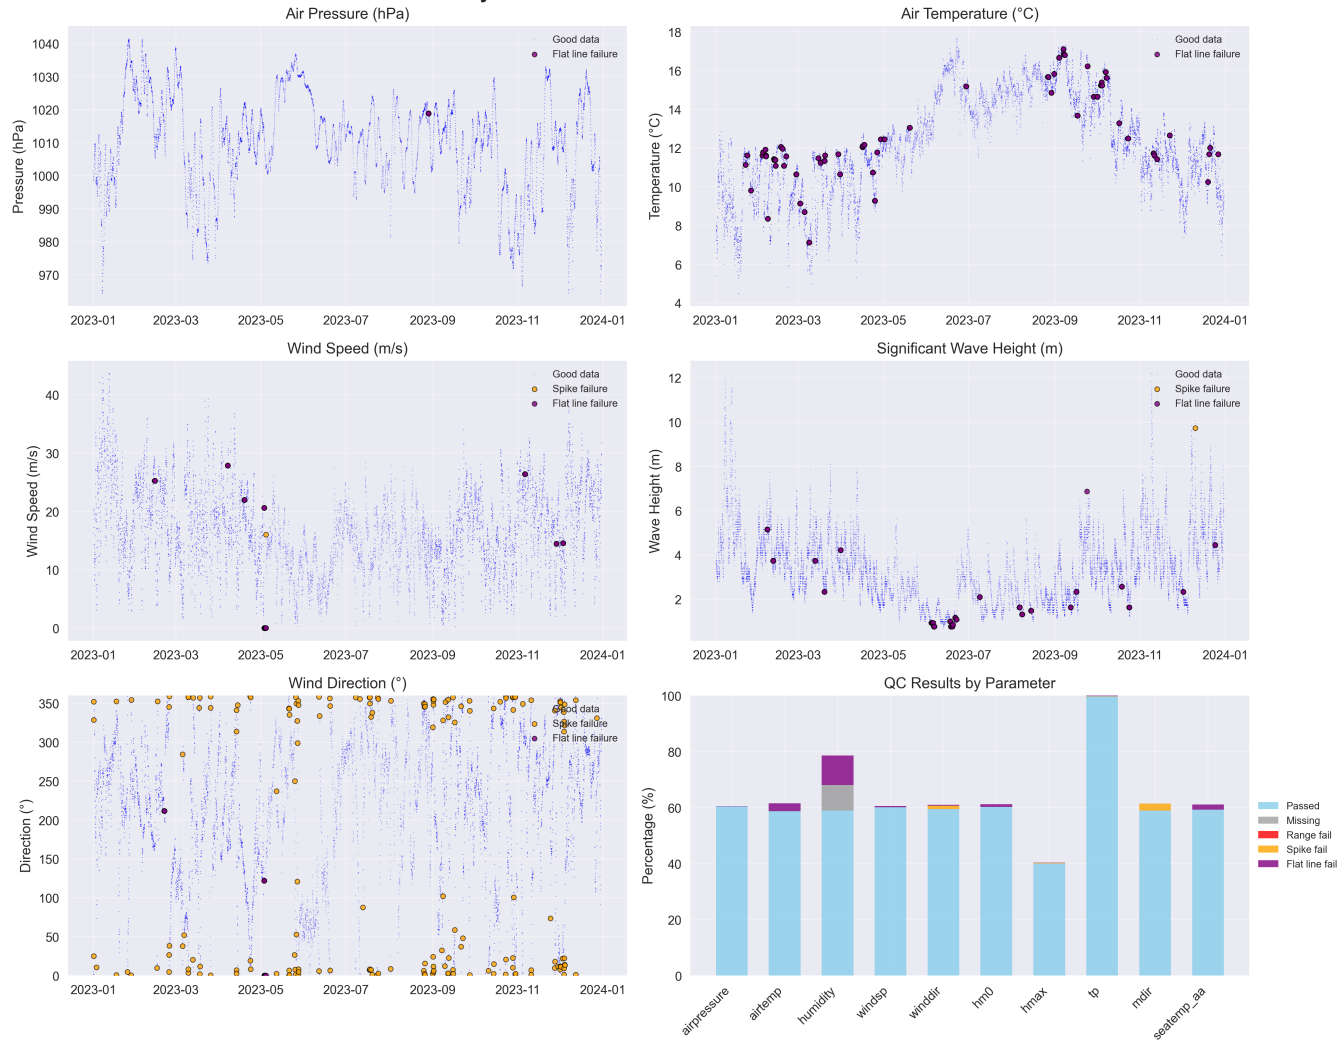 Air Pressure (hPa)
Good data
Flat line failure
Pressure (hPa)
1040
1030
1020
1010
1000
990
980
970
2023-01 2023-03 2023-05 2023-07 2023-09 2023-11 2024-01
Air Temperature (°C)
Good data
Flat line failure
Temperature (°C)
18
16
14
12
10
8
6
4
2023-01 2023-03 2023-05 2023-07 2023-09 2023-11 2024-01
Wind Speed (m/s)
Good data
Spike failure
Flat line failure
Wind Speed (m/s)
40
30
20
10
0
2023-01 2023-03 2023-05 2023-07 2023-09 2023-11 2024-01
Significant Wave Height (m)
Good data
Spike failure
Flat line failure
Wave Height (m)
12
10
8
6
4
2
2023-01 2023-03 2023-05 2023-07 2023-09 2023-11 2024-01
Wind Direction (°)
Good data
Spike failure
Flat line failure
Direction (°)
350
300
250
200
150
100
50
0
2023-01 2023-03 2023-05 2023-07 2023-09 2023-11 2024-01
QC Results by Parameter
Percentage (%)
100
80
60
40
20
0
airpressure
airtemp
humidity
windsp
winddir
hm0
hmax
tp
mdir
seatemp_aa
Passed
Missing
Range fail
Spike fail
Flat line fail